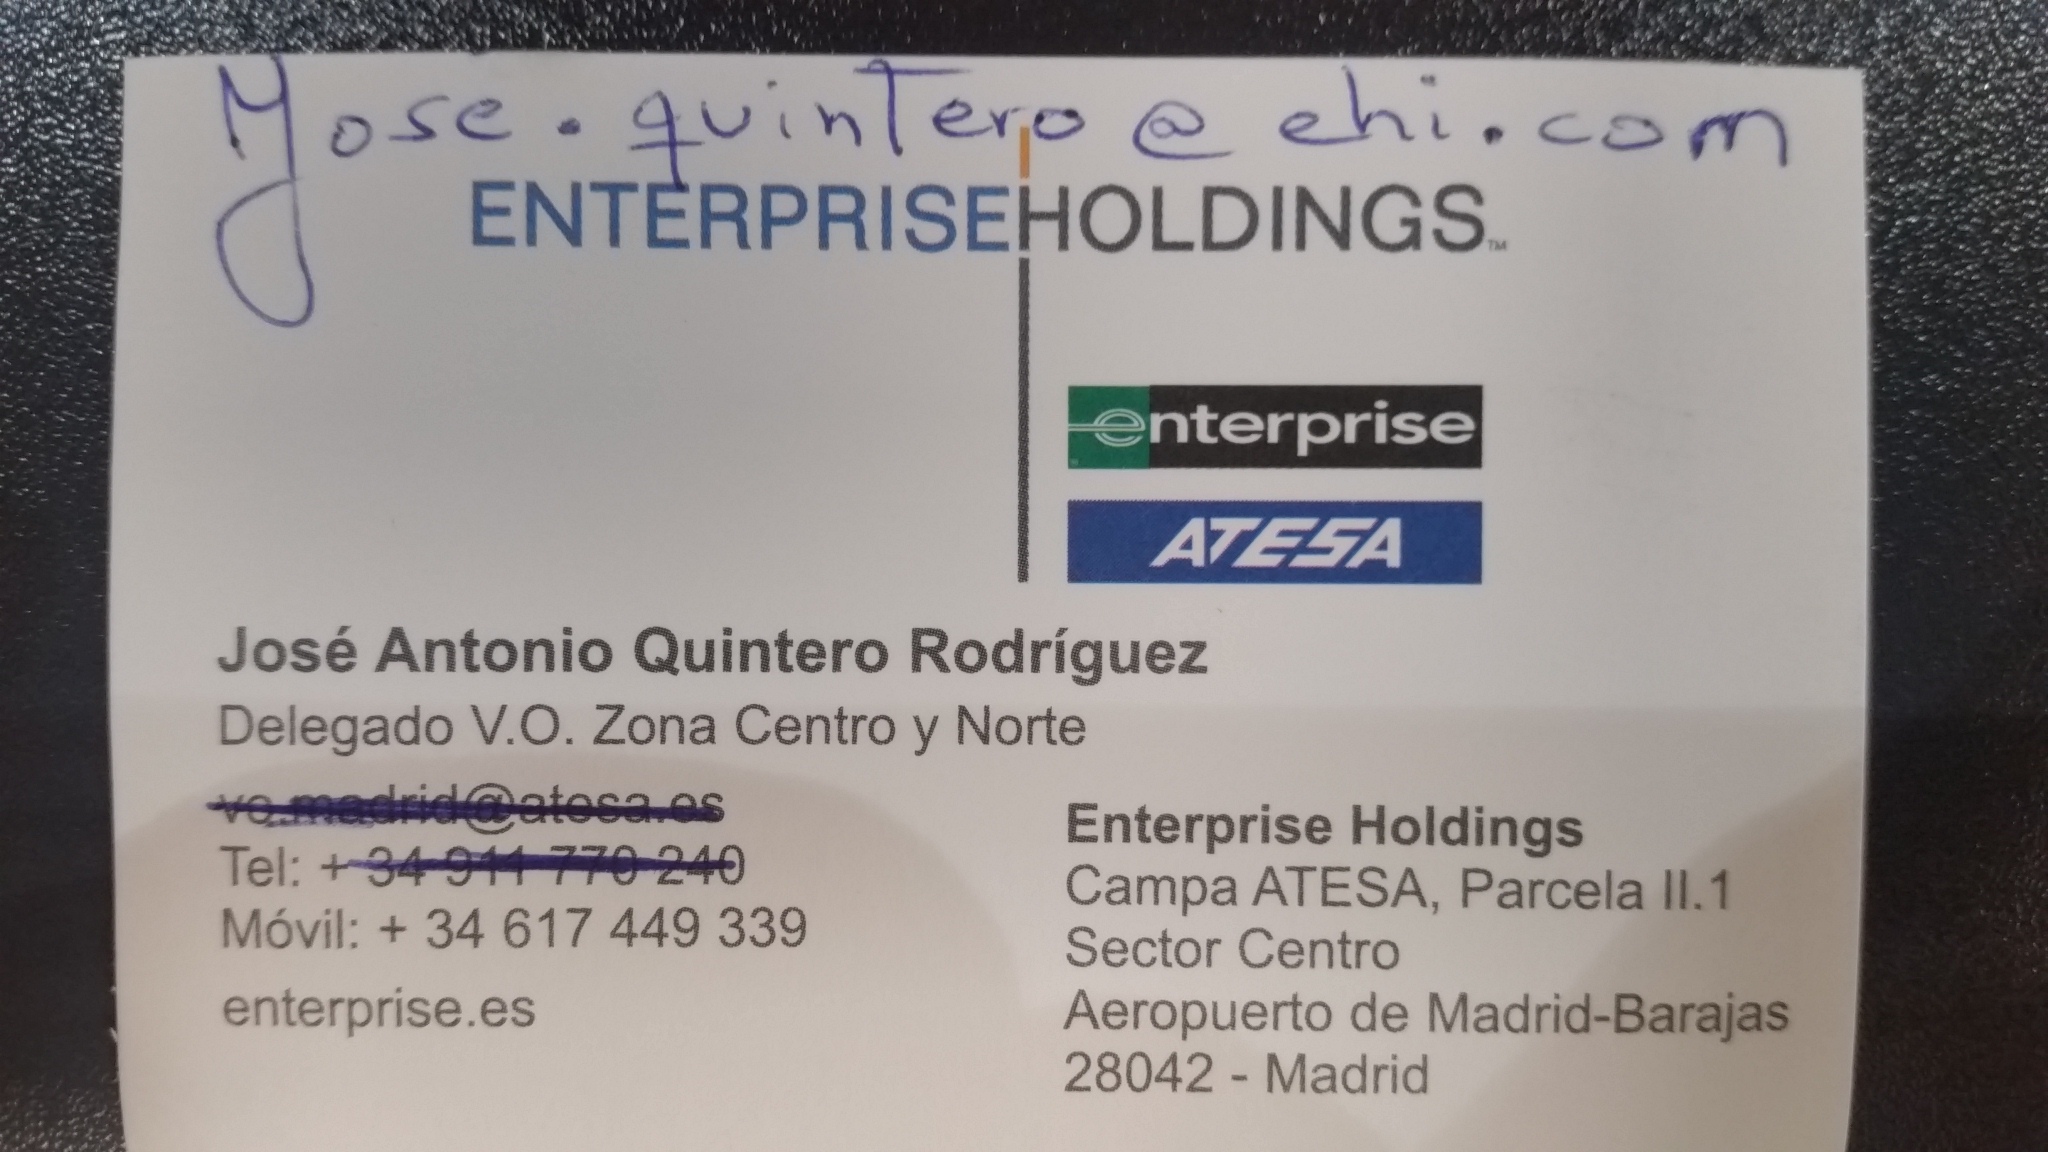 Jose.quintero@ehi.com
ENTERPRISEHOLDINGS™
enterprise
ATESA
José Antonio Quintero Rodríguez
Delegado V.O. Zona Centro y Norte
vo.madrid@atesa.es
Tel: + 34 911 770 240
Móvil: + 34 617 449 339
enterprise.es
Enterprise Holdings
Campa ATESA, Parcela II.1
Sector Centro
Aeropuerto de Madrid-Barajas
28042 - Madrid